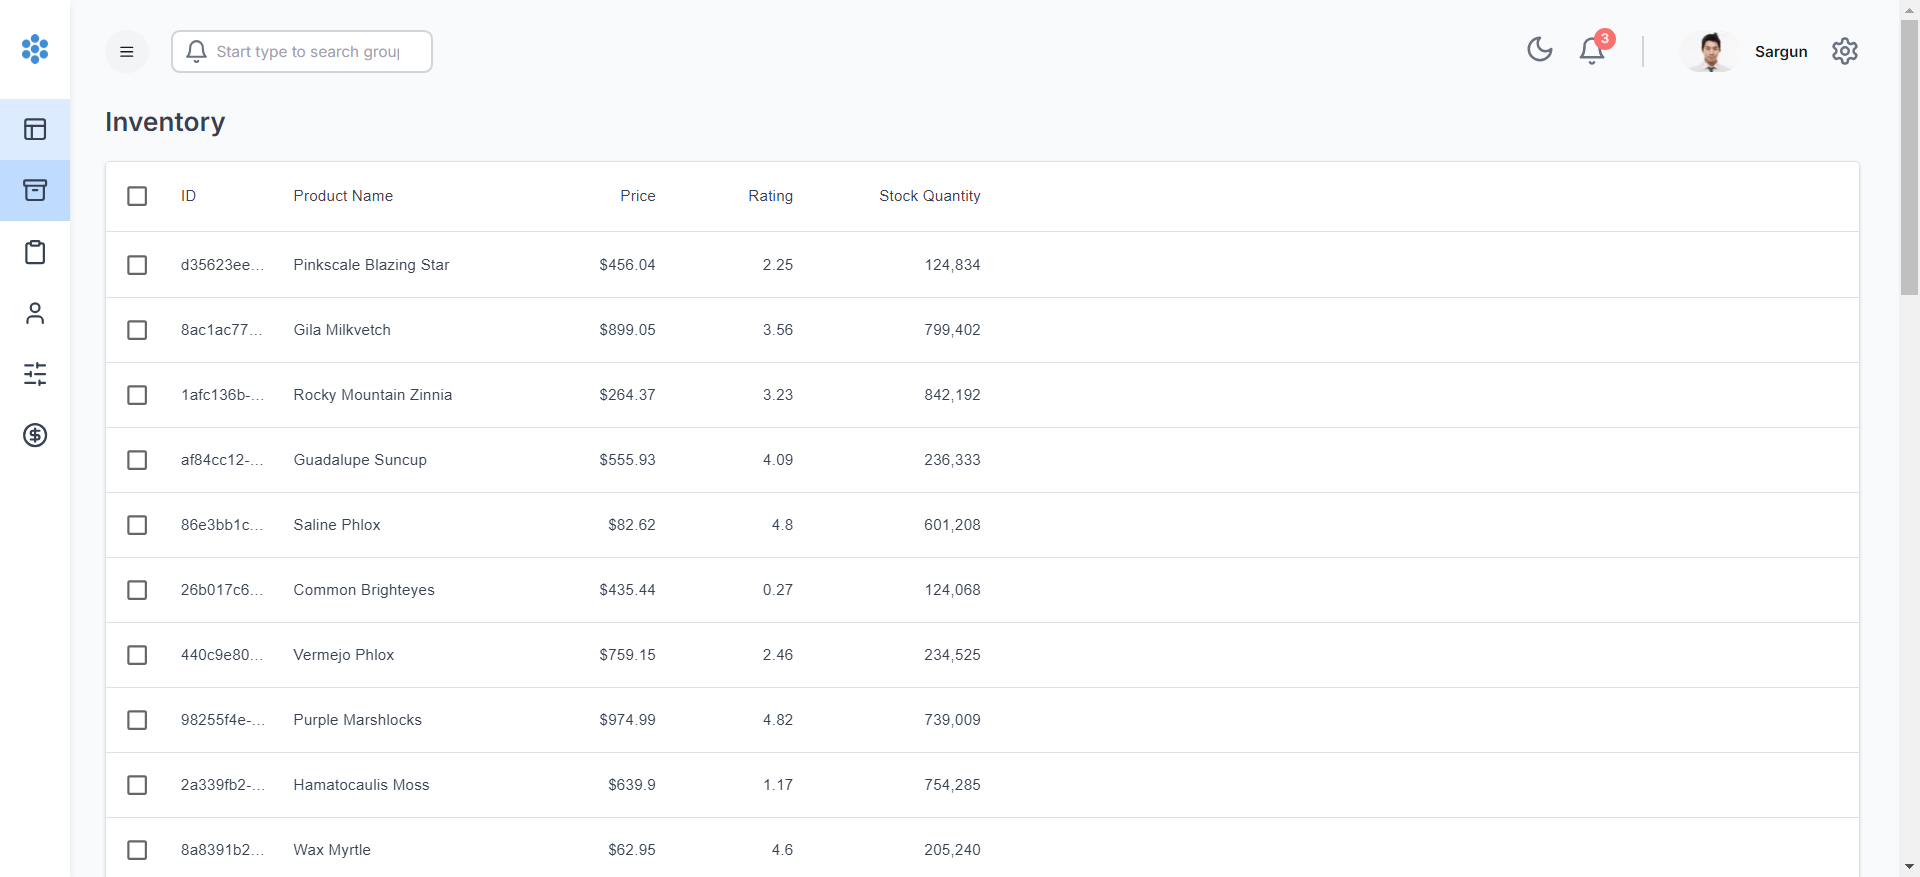 Start type to search grou
3
Sargun
Inventory
ID Product Name Price Rating Stock Quantity
d35623ee... Pinkscale Blazing Star $456.04 2.25 124,834
8ac1ac77... Gila Milkvetch $899.05 3.56 799,402
1afc136b-... Rocky Mountain Zinnia $264.37 3.23 842,192
af84cc12-... Guadalupe Suncup $555.93 4.09 236,333
86e3bb1c... Saline Phlox $82.62 4.8 601,208
26b017c6... Common Brighteyes $435.44 0.27 124,068
440c9e80... Vermejo Phlox $759.15 2.46 234,525
98255f4e-... Purple Marshlocks $974.99 4.82 739,009
2a339fb2-... Hamatocaulis Moss $639.9 1.17 754,285
8a8391b2... Wax Myrtle $62.95 4.6 205,240